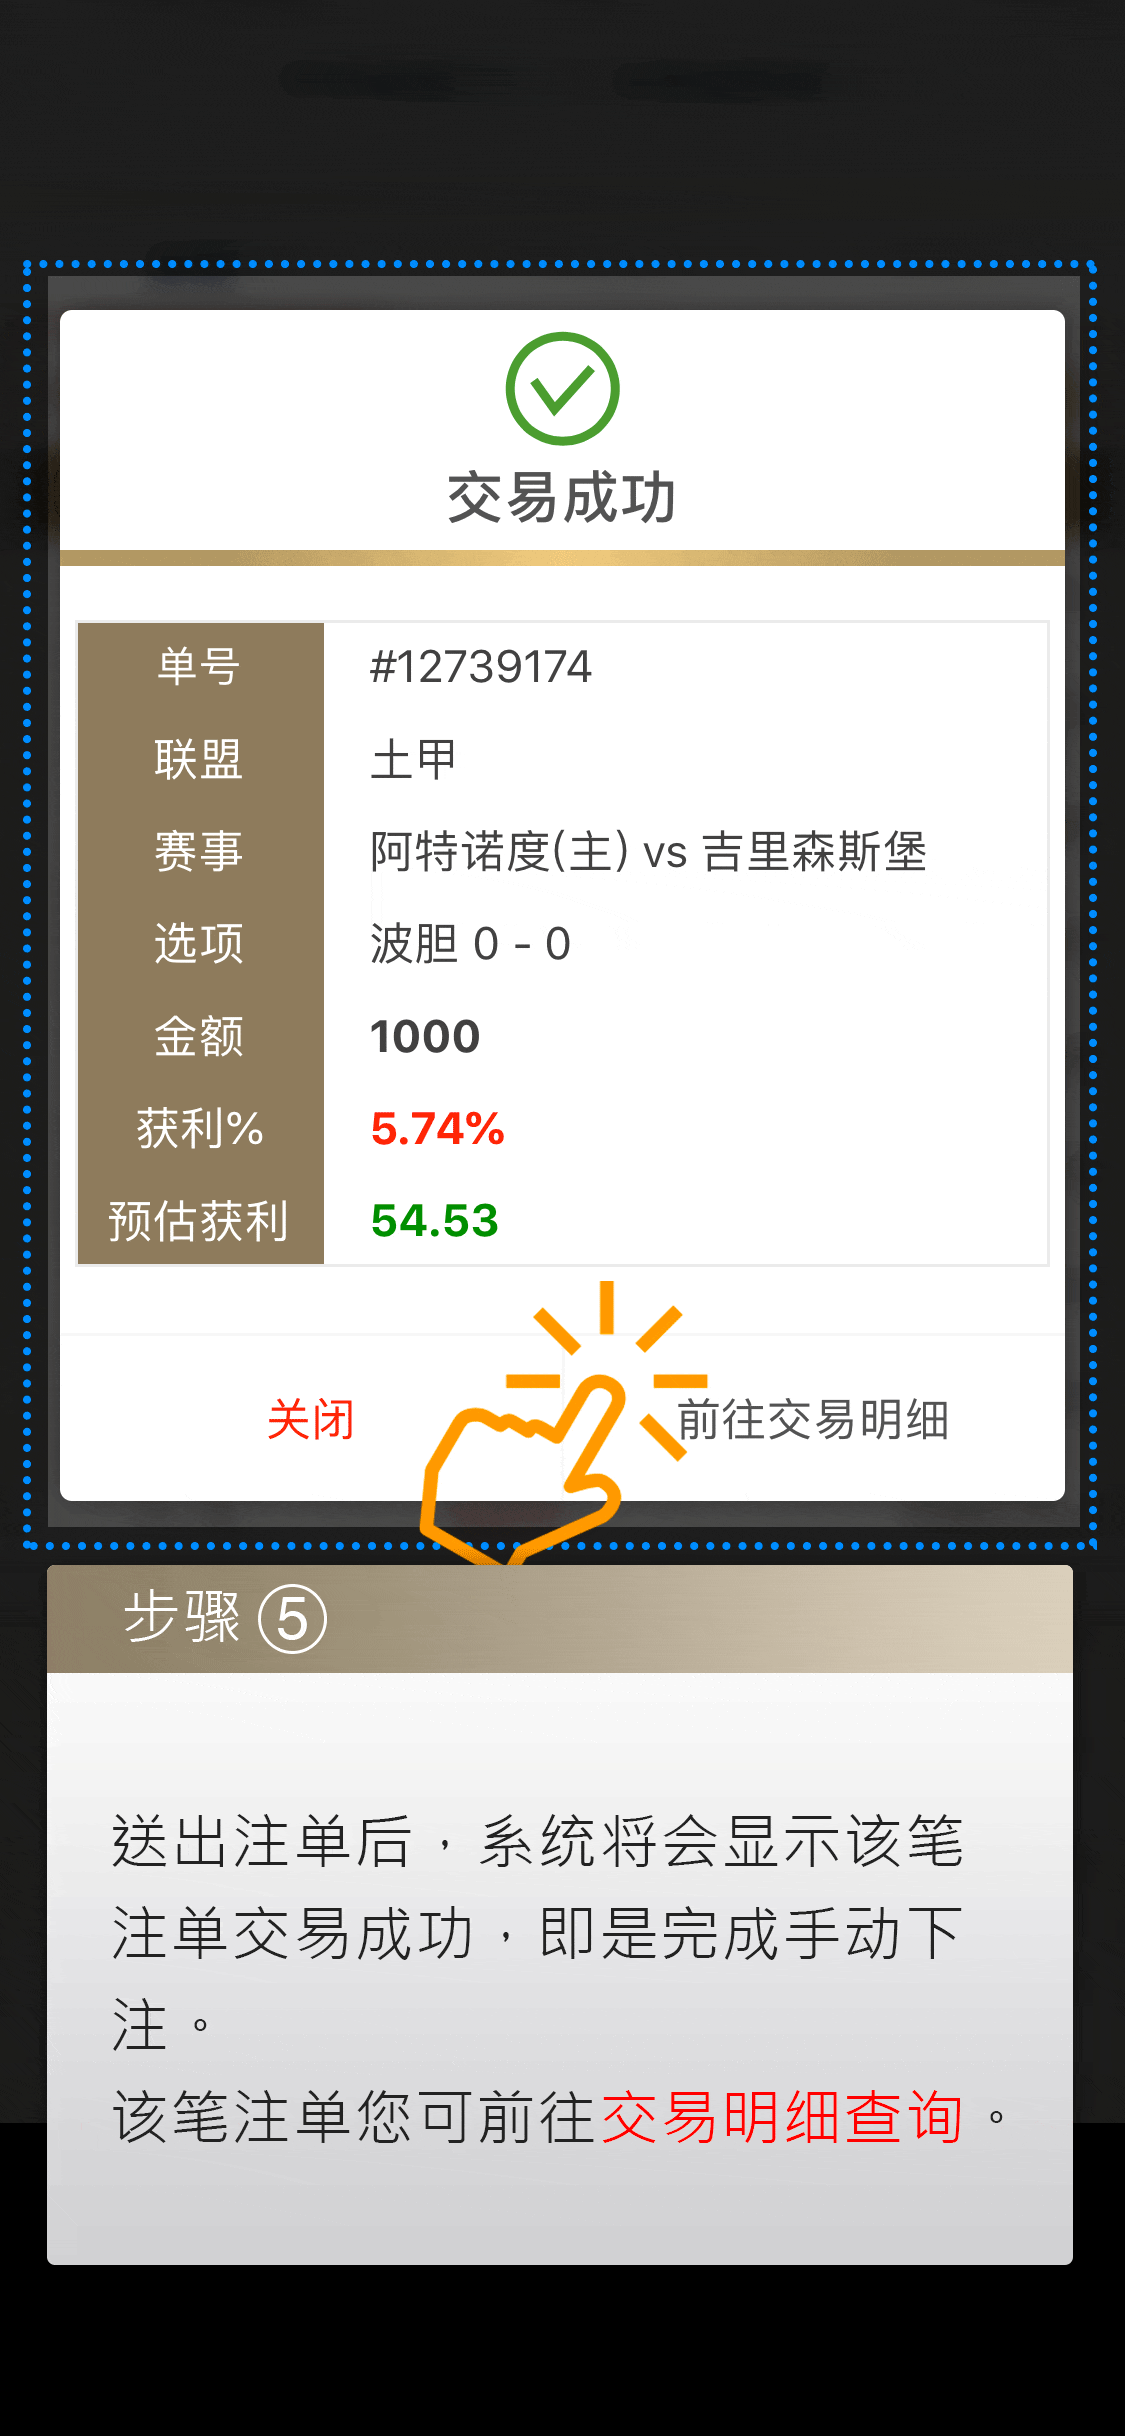 交易成功
单号 #12739174
联盟 土甲
赛事 阿特诺度(主) vs 吉里森斯堡
选项 波胆 0 - 0
金额 1000
获利% 5.74%
预估获利 54.53
关闭 前往交易明细
步骤 ⑤
送出注单后，系统将会显示该笔
注单交易成功，即是完成手动下
注。
该笔注单您可前往交易明细查询。